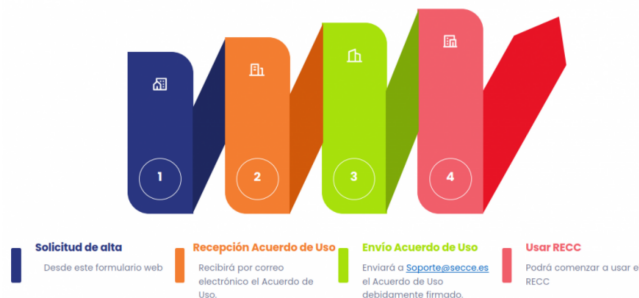 1 2 3 4
Solicitud de alta
Desde este formulario web
Recepción Acuerdo de Uso
Recibirá por correo
electrónico el Acuerdo de
Uso.
Envío Acuerdo de Uso
Enviará a Soporte@secce.es
el Acuerdo de Uso
debidamente firmado.
Usar RECC
Podrá comenzar a usar e
RECC